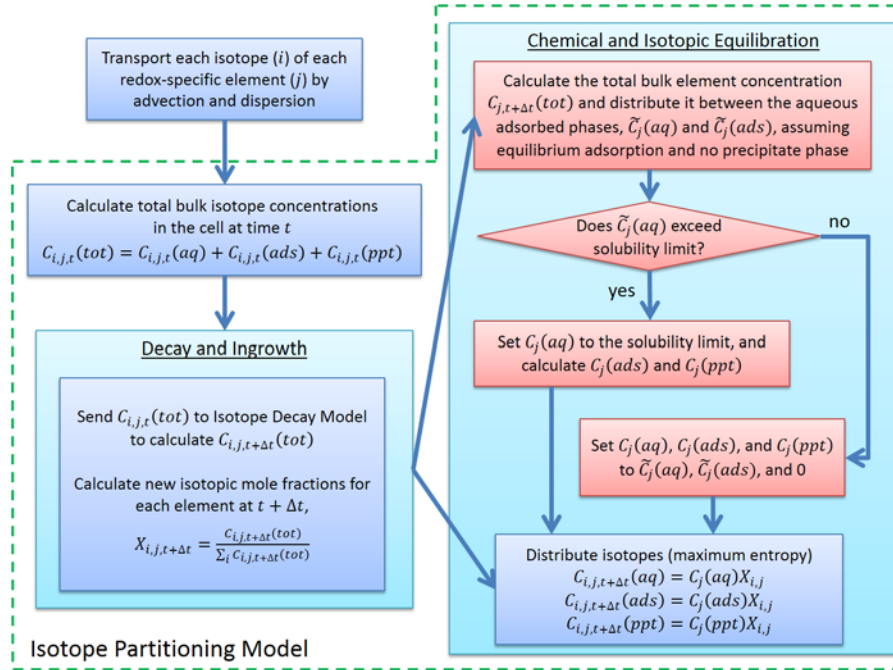 Transport each isotope (i) of each
redox-specific element (j) by
advection and dispersion
Calculate total bulk isotope concentrations
in the cell at time t
C_{i,j,t}(tot) = C_{i,j,t}(aq) + C_{i,j,t}(ads) + C_{i,j,t}(ppt)
Decay and Ingrowth
Send C_{i,j,t}(tot) to Isotope Decay Model
to calculate C_{i,j,t+Δt}(tot)
Calculate new isotopic mole fractions for
each element at t + Δt,
X_{i,j,t+Δt} = C_{i,j,t+Δt}(tot) / ∑_i C_{i,j,t+Δt}(tot)
Isotope Partitioning Model
Chemical and Isotopic Equilibration
Calculate the total bulk element concentration
C_{j,t+Δt}(tot) and distribute it between the aqueous
adsorbed phases, C̃_j(aq) and C̃_j(ads), assuming
equilibrium adsorption and no precipitate phase
Does C̃_j(aq) exceed
solubility limit?
no
yes
Set C_j(aq) to the solubility limit, and
calculate C_j(ads) and C_j(ppt)
Set C_j(aq), C_j(ads), and C_j(ppt)
to C̃_j(aq), C̃_j(ads), and 0
Distribute isotopes (maximum entropy)
C_{i,j,t+Δt}(aq) = C_j(aq)X_{i,j}
C_{i,j,t+Δt}(ads) = C_j(ads)X_{i,j}
C_{i,j,t+Δt}(ppt) = C_j(ppt)X_{i,j}